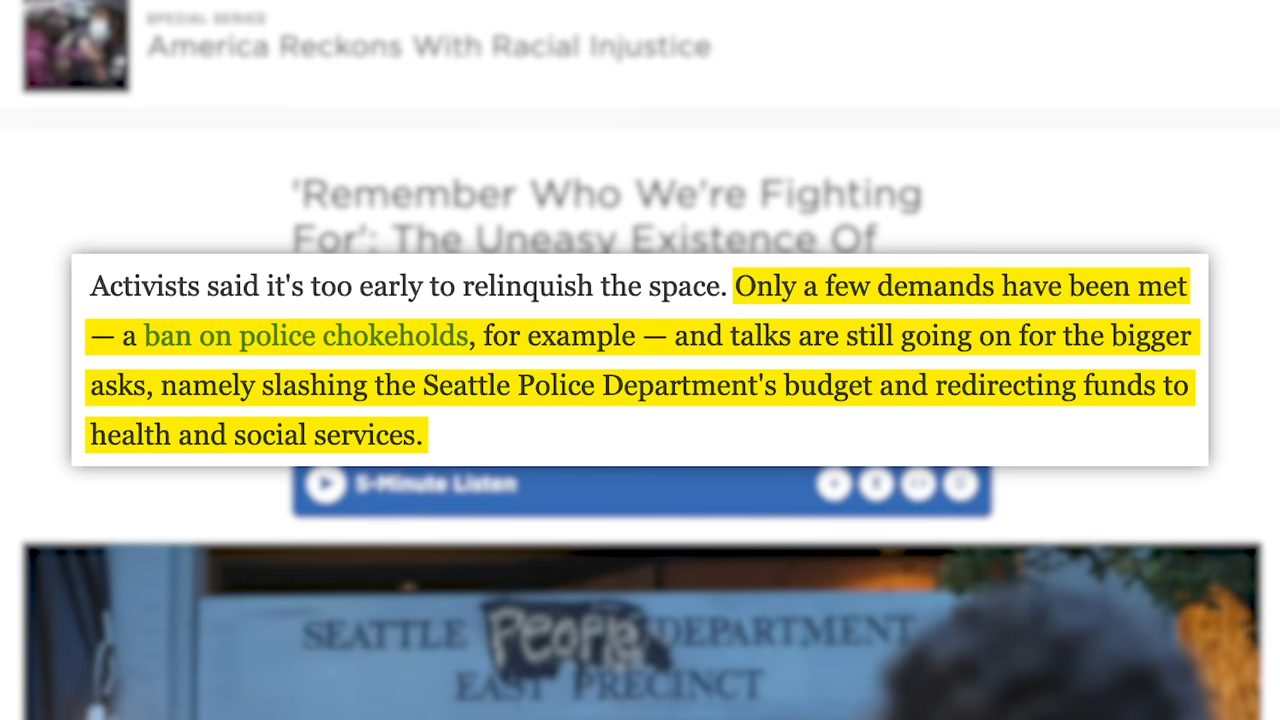 SPECIAL SERIES
America Reckons With Racial Injustice
'Remember Who We're Fighting
For': The Uneasy Existence Of
Activists said it's too early to relinquish the space. Only a few demands have been met
— a ban on police chokeholds, for example — and talks are still going on for the bigger
asks, namely slashing the Seattle Police Department's budget and redirecting funds to
health and social services.
5-Minute Listen
SEATTLE PEOPLE DEPARTMENT
EAST PRECINCT